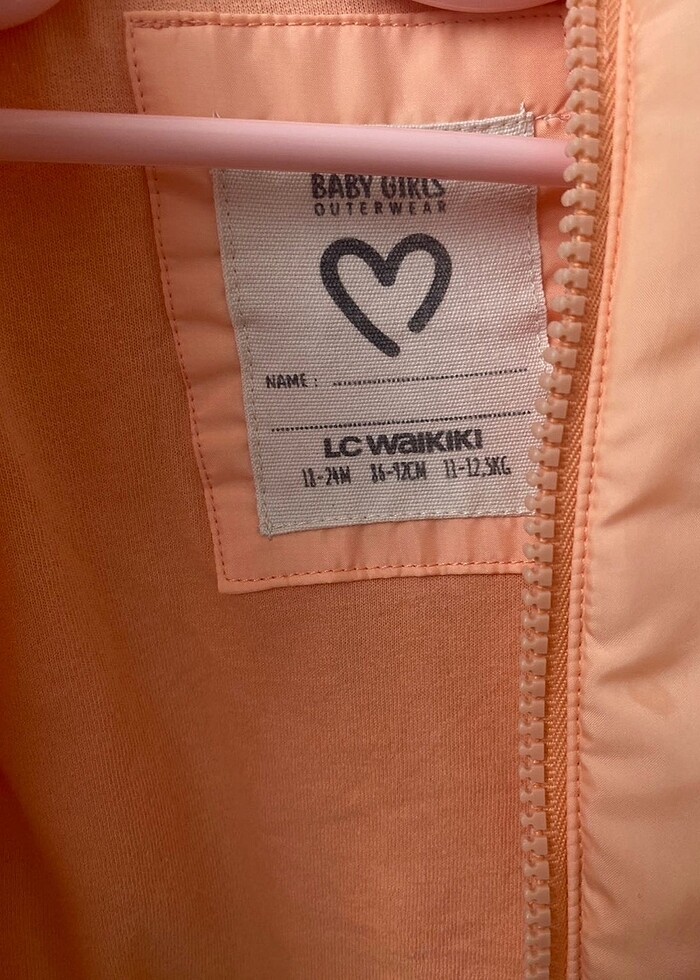 BABY GIRLS
OUTERWEAR
NAME : ................................
................................
LC WAIKIKI
18-24M 86-92CM 11-12,5KG